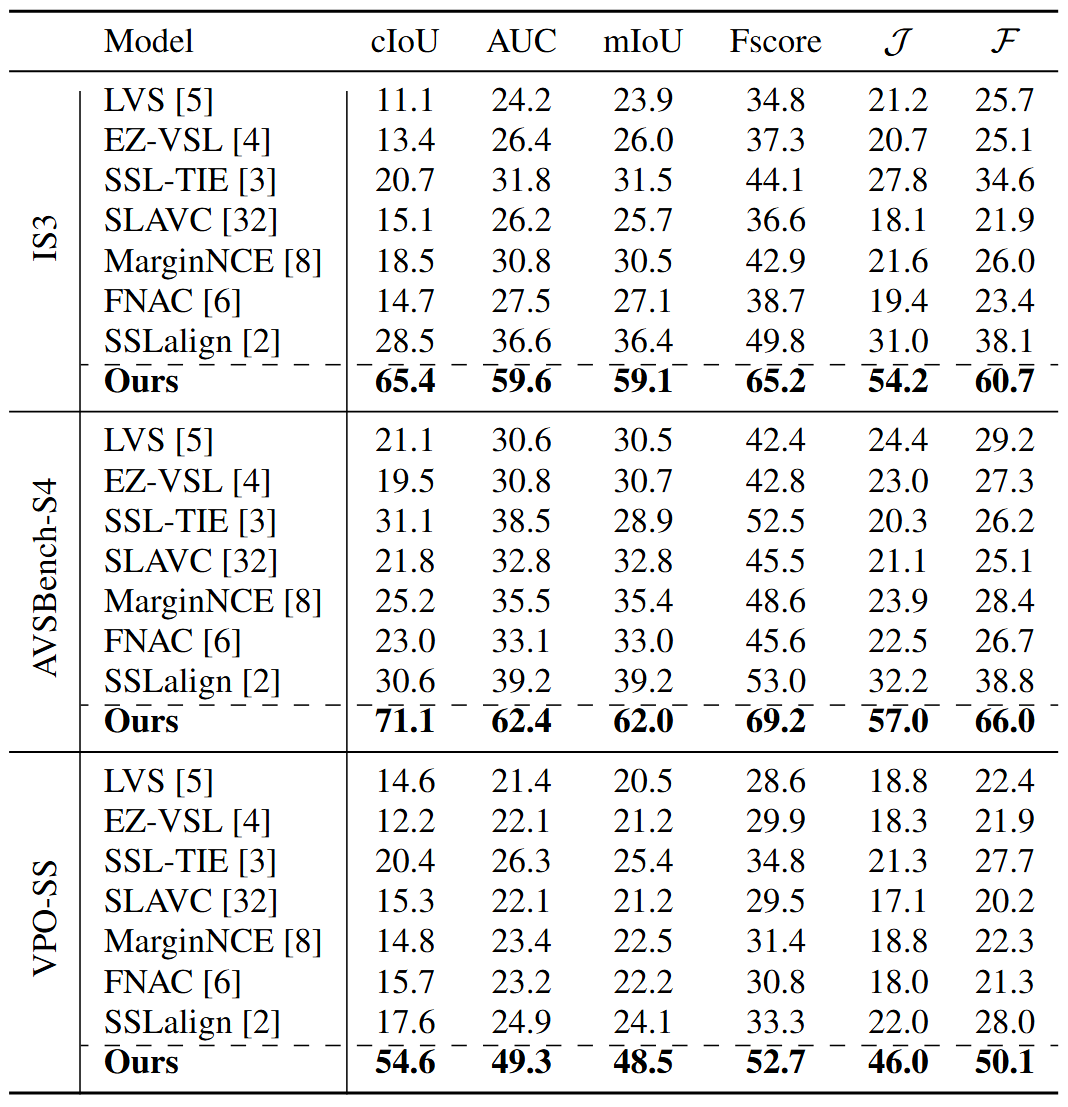 Model cIoU AUC mIoU Fscore 𝒥 ℱ
IS3
LVS [5] 11.1 24.2 23.9 34.8 21.2 25.7
EZ-VSL [4] 13.4 26.4 26.0 37.3 20.7 25.1
SSL-TIE [3] 20.7 31.8 31.5 44.1 27.8 34.6
SLAVC [32] 15.1 26.2 25.7 36.6 18.1 21.9
MarginNCE [8] 18.5 30.8 30.5 42.9 21.6 26.0
FNAC [6] 14.7 27.5 27.1 38.7 19.4 23.4
SSLalign [2] 28.5 36.6 36.4 49.8 31.0 38.1
Ours 65.4 59.6 59.1 65.2 54.2 60.7
AVSBench-S4
LVS [5] 21.1 30.6 30.5 42.4 24.4 29.2
EZ-VSL [4] 19.5 30.8 30.7 42.8 23.0 27.3
SSL-TIE [3] 31.1 38.5 28.9 52.5 20.3 26.2
SLAVC [32] 21.8 32.8 32.8 45.5 21.1 25.1
MarginNCE [8] 25.2 35.5 35.4 48.6 23.9 28.4
FNAC [6] 23.0 33.1 33.0 45.6 22.5 26.7
SSLalign [2] 30.6 39.2 39.2 53.0 32.2 38.8
Ours 71.1 62.4 62.0 69.2 57.0 66.0
VPO-SS
LVS [5] 14.6 21.4 20.5 28.6 18.8 22.4
EZ-VSL [4] 12.2 22.1 21.2 29.9 18.3 21.9
SSL-TIE [3] 20.4 26.3 25.4 34.8 21.3 27.7
SLAVC [32] 15.3 22.1 21.2 29.5 17.1 20.2
MarginNCE [8] 14.8 23.4 22.5 31.4 18.8 22.3
FNAC [6] 15.7 23.2 22.2 30.8 18.0 21.3
SSLalign [2] 17.6 24.9 24.1 33.3 22.0 28.0
Ours 54.6 49.3 48.5 52.7 46.0 50.1